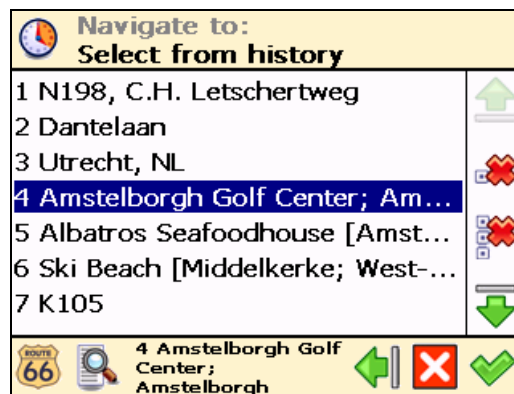 Navigate to:
Select from history
1 N198, C.H. Letschertweg
2 Dantelaan
3 Utrecht, NL
4 Amstelborgh Golf Center; Am...
5 Albatros Seafoodhouse [Amst...
6 Ski Beach [Middelkerke; West-...
7 K105
ROUTE
66
4 Amstelborgh Golf
Center;
Amstelborgh